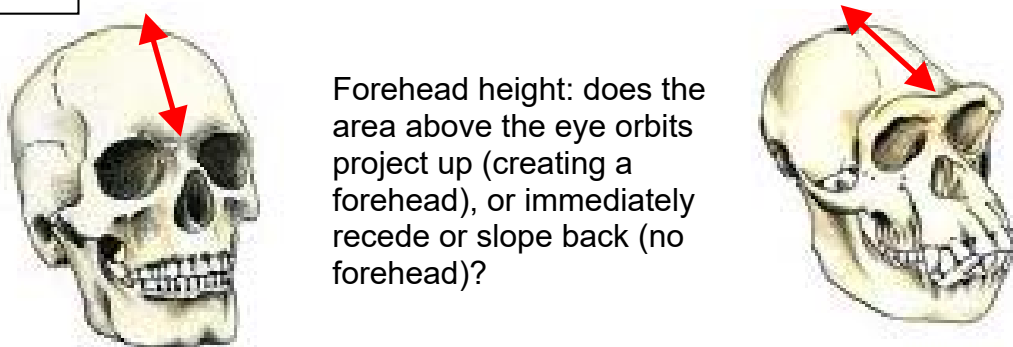 Forehead height: does the
area above the eye orbits
project up (creating a
forehead), or immediately
recede or slope back (no
forehead)?